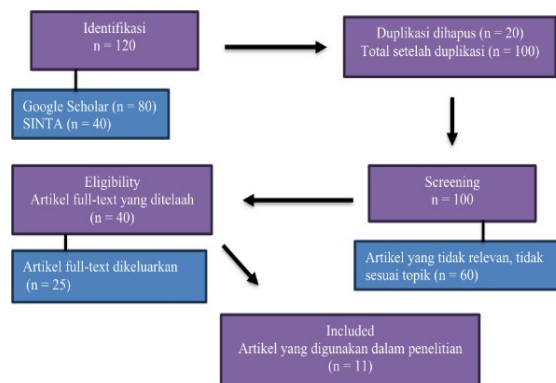 Identifikasi
n = 120
Google Scholar (n = 80)
SINTA (n = 40)
Duplikasi dihapus (n = 20)
Total setelah duplikasi (n = 100)
Screening
n = 100
Artikel yang tidak relevan, tidak
sesuai topik (n = 60)
Eligibility
Artikel full-text yang ditelaah
(n = 40)
Artikel full-text dikeluarkan
(n = 25)
Included
Artikel yang digunakan dalam penelitian
(n = 11)